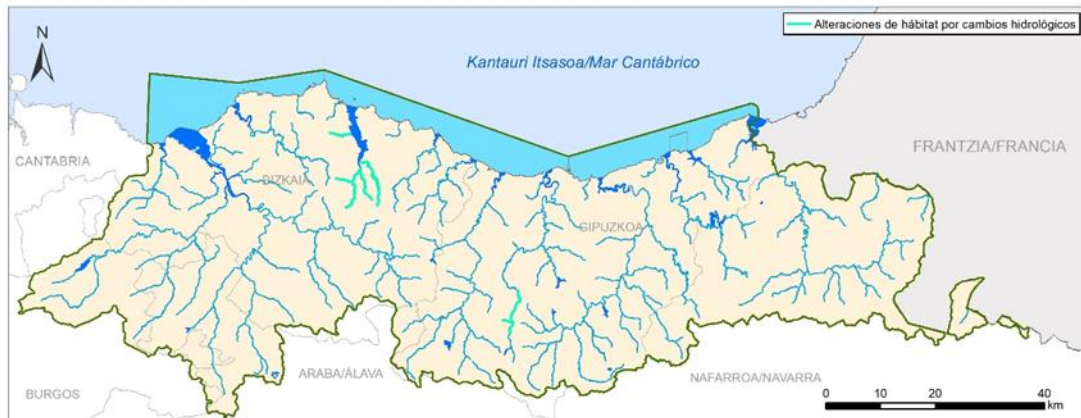 Alteraciones de hábitat por cambios hidrológicos
N
Kantauri Itsasoa/Mar Cantábrico
CANTABRIA
FRANTZIA/FRANCIA
BIZKAIA
GIPUZKOA
ARABA/ÁLAVA
NAFARROA/NAVARRA
BURGOS
0 10 20 40
km